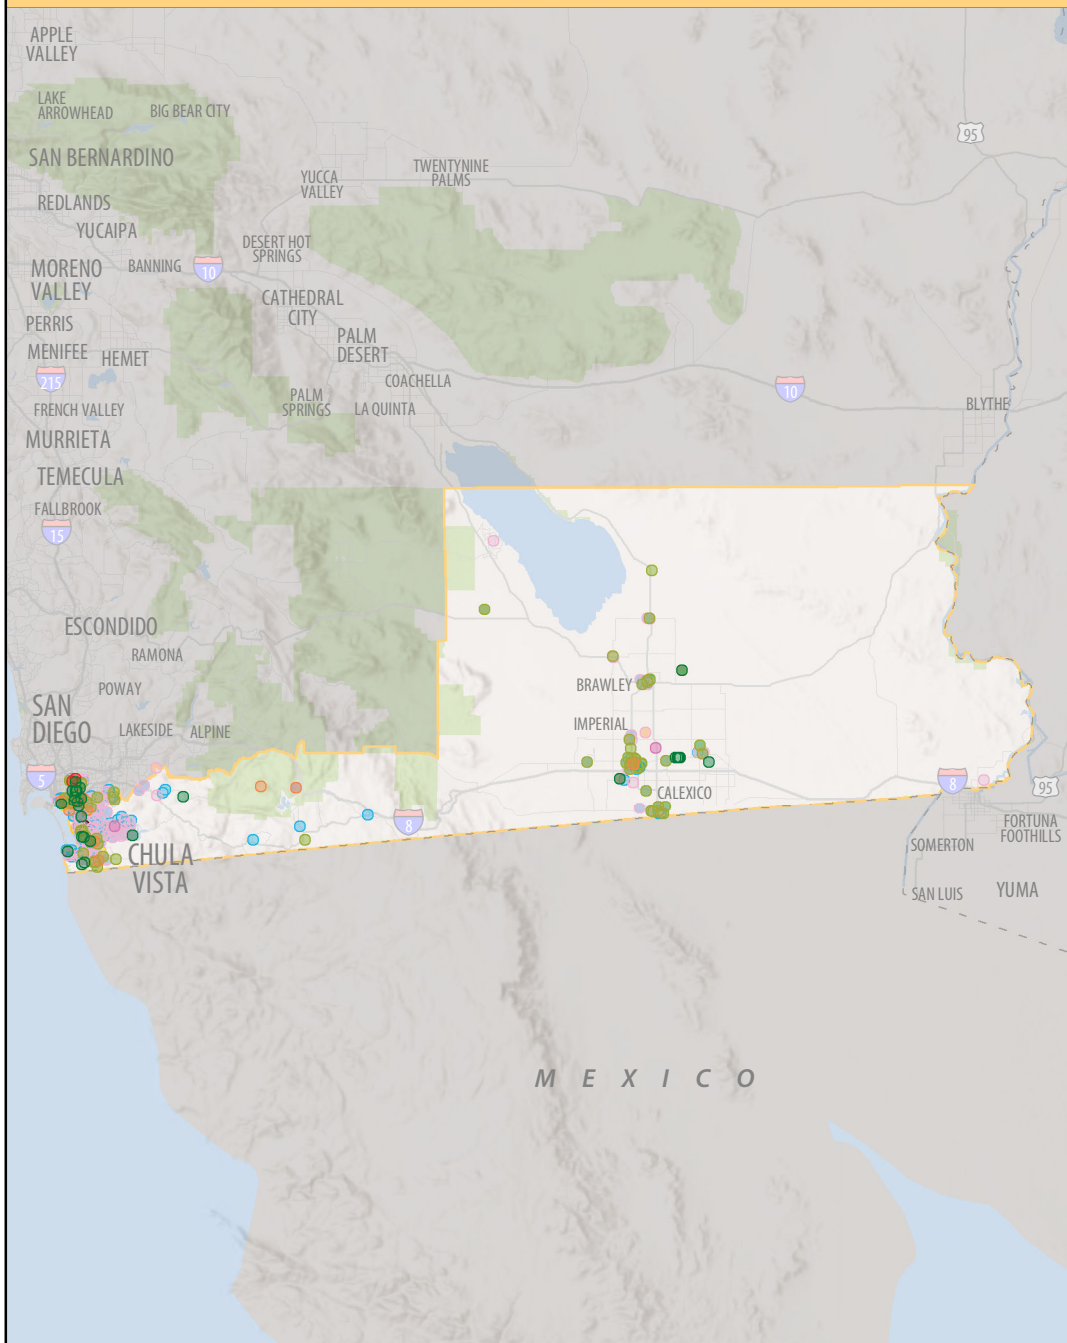 APPLE
VALLEY
LAKE
ARROWHEAD
BIG BEAR CITY
95
SAN BERNARDINO
TWENTYNINE
PALMS
YUCCA
VALLEY
REDLANDS
YUCAIPA
DESERT HOT
SPRINGS
MORENO
VALLEY
BANNING
10
CATHEDRAL
CITY
PERRIS
PALM
DESERT
MENIFEE
HEMET
215
COACHELLA
10
PALM
SPRINGS
LA QUINTA
FRENCH VALLEY
BLYTHE
MURRIETA
TEMECULA
FALLBROOK
15
ESCONDIDO
RAMONA
POWAY
BRAWLEY
SAN
DIEGO
LAKESIDE
ALPINE
IMPERIAL
5
8
95
CALEXICO
8
FORTUNA
FOOTHILLS
SOMERTON
CHULA
VISTA
SAN LUIS
YUMA
MEXICO